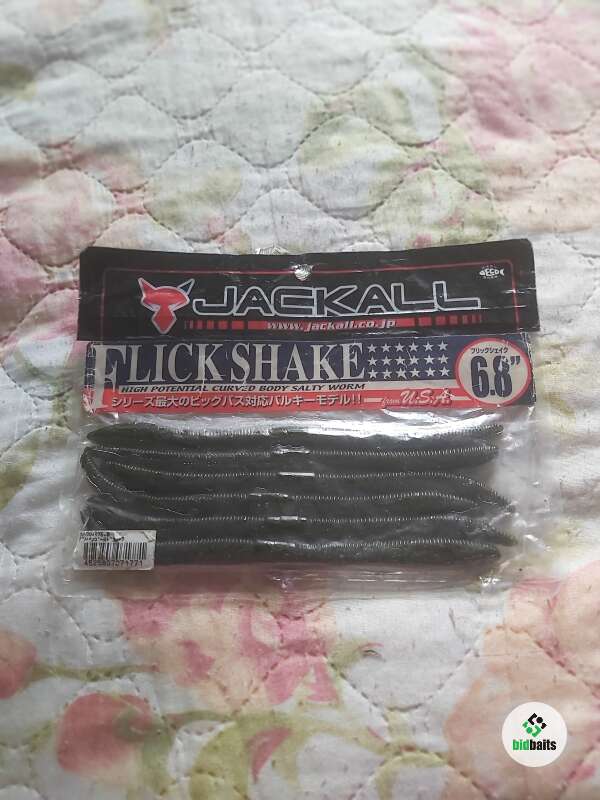 JACKALL
www.jackall.co.jp
FLICK SHAKE
HIGH POTENTIAL CURVED BODY SALTY WORM
シリーズ最大のビッグバス対応バルキーモデル!!
from U.S.A.
フリックシェイク
6.8"
bidbaits